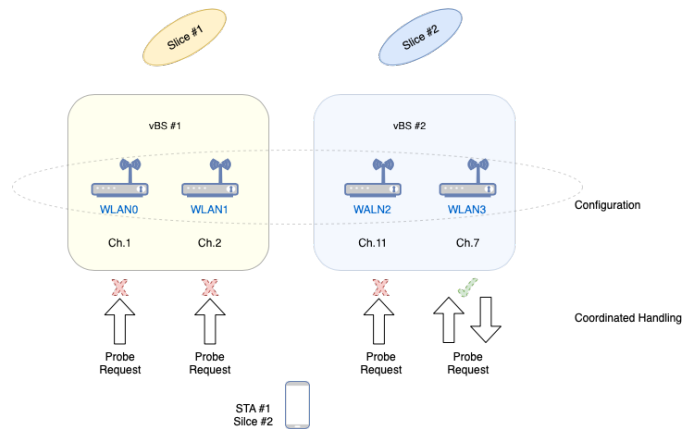 Slice #1
Slice #2
vBS #1
vBS #2
WLAN0
WLAN1
WALN2
WLAN3
Configuration
Ch.1
Ch.2
Ch.11
Ch.7
Coordinated Handling
Probe
Request
Probe
Request
Probe
Request
Probe
Request
STA #1
Silce #2